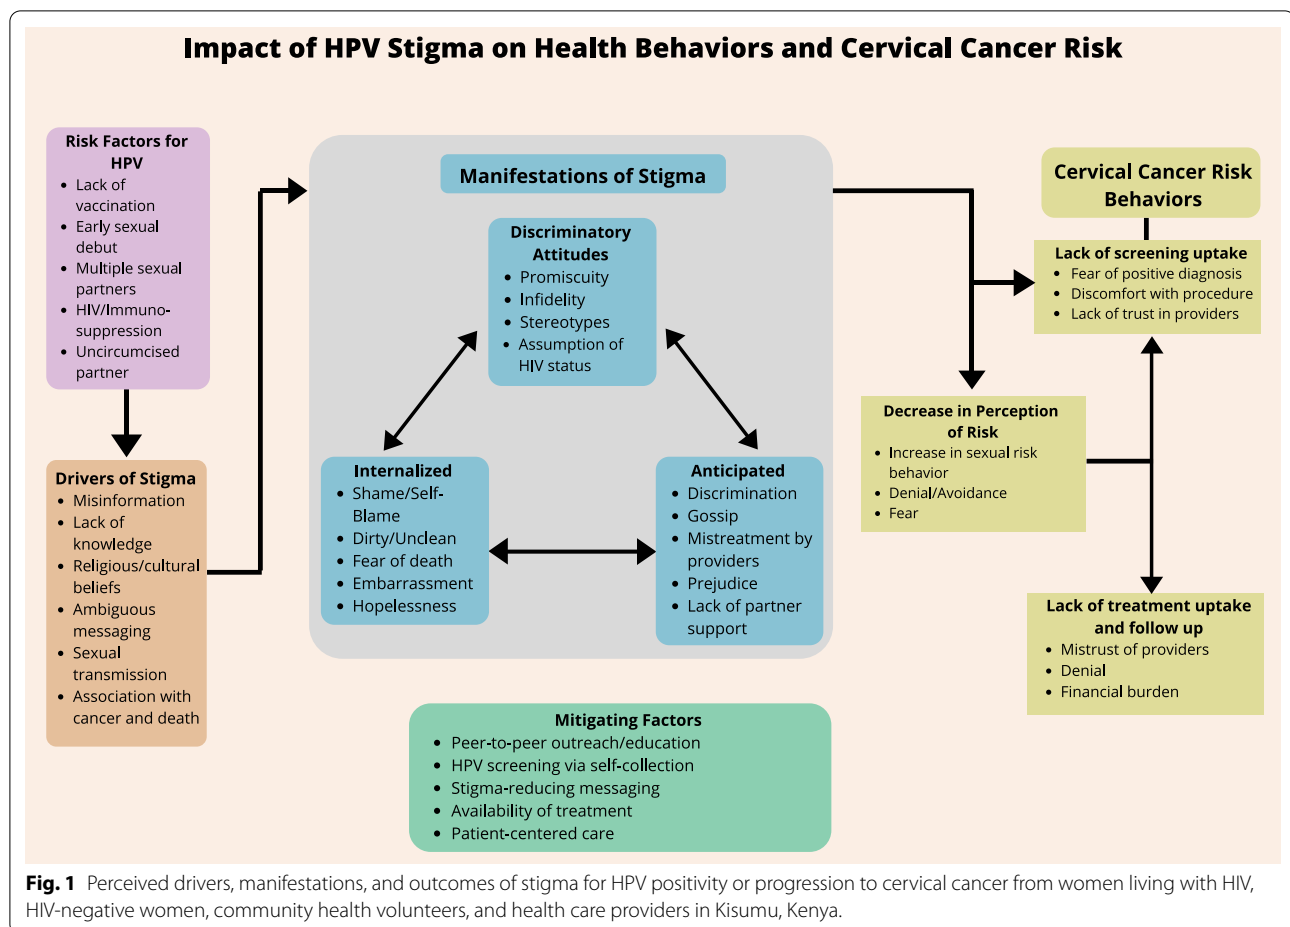 Impact of HPV Stigma on Health Behaviors and Cervical Cancer Risk
Risk Factors for
HPV
• Lack of
vaccination
• Early sexual
debut
• Multiple sexual
partners
• HIV/Immuno-
suppression
• Uncircumcised
partner
Drivers of Stigma
• Misinformation
• Lack of
knowledge
• Religious/cultural
beliefs
• Ambiguous
messaging
• Sexual
transmission
• Association with
cancer and death
Manifestations of Stigma
Discriminatory
Attitudes
• Promiscuity
• Infidelity
• Stereotypes
• Assumption of
HIV status
Internalized
• Shame/Self-
Blame
• Dirty/Unclean
• Fear of death
• Embarrassment
• Hopelessness
Anticipated
• Discrimination
• Gossip
• Mistreatment by
providers
• Prejudice
• Lack of partner
support
Mitigating Factors
• Peer-to-peer outreach/education
• HPV screening via self-collection
• Stigma-reducing messaging
• Availability of treatment
• Patient-centered care
Cervical Cancer Risk
Behaviors
Lack of screening uptake
• Fear of positive diagnosis
• Discomfort with procedure
• Lack of trust in providers
Decrease in Perception
of Risk
• Increase in sexual risk
behavior
• Denial/Avoidance
• Fear
Lack of treatment uptake
and follow up
• Mistrust of providers
• Denial
• Financial burden
Fig. 1 Perceived drivers, manifestations, and outcomes of stigma for HPV positivity or progression to cervical cancer from women living with HIV,
HIV-negative women, community health volunteers, and health care providers in Kisumu, Kenya.